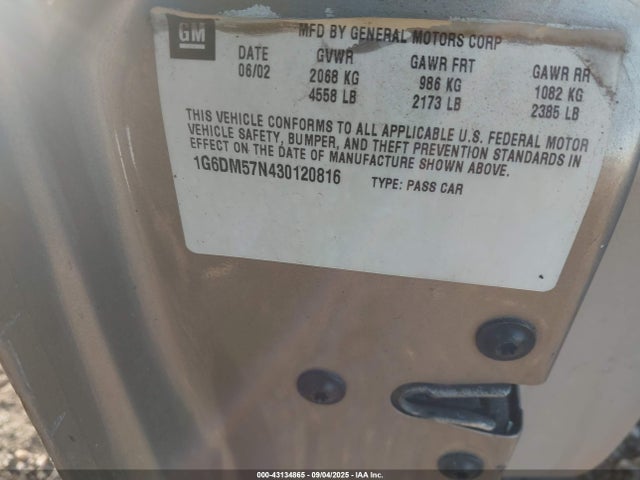 GM
MFD BY GENERAL MOTORS CORP
DATE GVWR GAWR FRT GAWR RR
06/02 2068 KG 986 KG 1082 KG
4558 LB 2173 LB 2385 LB
THIS VEHICLE CONFORMS TO ALL APPLICABLE U.S. FEDERAL MOTOR
VEHICLE SAFETY, BUMPER, AND THEFT PREVENTION STANDARDS IN
EFFECT ON THE DATE OF MANUFACTURE SHOWN ABOVE.
1G6DM57N430120816 TYPE: PASS CAR
000-43134865 | 09/04/2025 | IAA Inc.